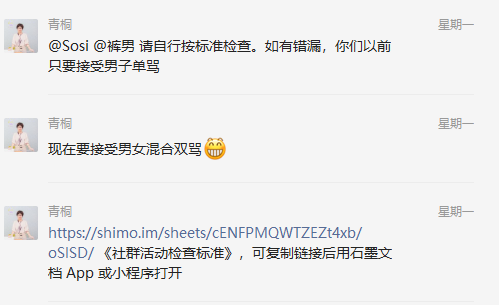 青桐
星期一
@Sosi @裤男 请自行按标准检查。如有错漏，你们以前
只要接受男子单骂
青桐
星期一
现在要接受男女混合双骂😁
青桐
星期一
https://shimo.im/sheets/cENFPMQWTZEZt4xb/
oSISD/ 《社群活动检查标准》，可复制链接后用石墨文
档 App 或小程序打开